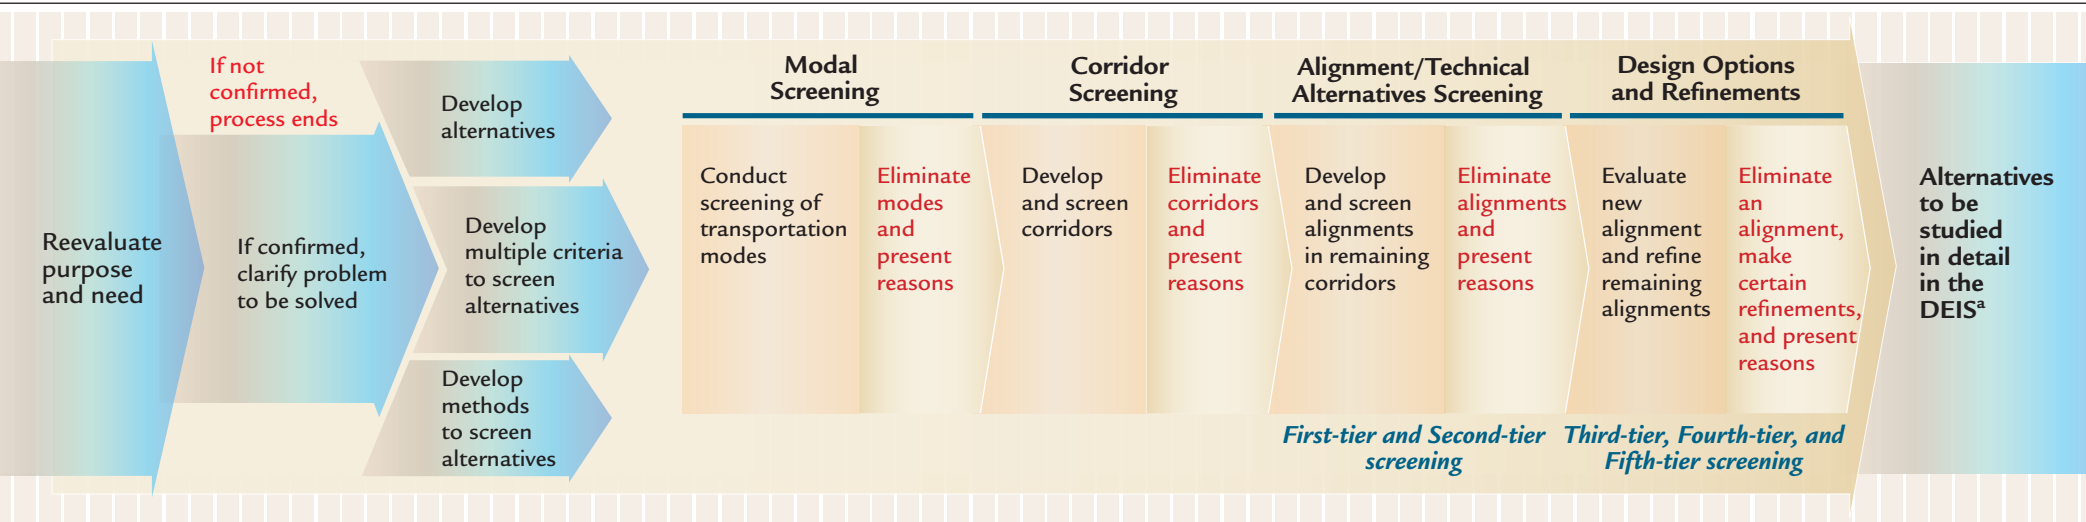 Reevaluate
purpose
and need
If not
confirmed,
process ends
If confirmed,
clarify problem
to be solved
Develop
alternatives
Develop
multiple criteria
to screen
alternatives
Develop
methods
to screen
alternatives
Modal
Screening
Conduct
screening of
transportation
modes
Eliminate
modes
and
present
reasons
Corridor
Screening
Develop
and screen
corridors
Eliminate
corridors
and
present
reasons
Alignment/Technical
Alternatives Screening
Develop
and screen
alignments
in remaining
corridors
Eliminate
alignments
and
present
reasons
First-tier and Second-tier
screening
Design Options
and Refinements
Evaluate
new
alignment
and refine
remaining
alignments
Eliminate
an
alignment,
make
certain
refinements,
and present
reasons
Third-tier, Fourth-tier, and
Fifth-tier screening
Alternatives
to be
studied
in detail
in the
DEISᵃ